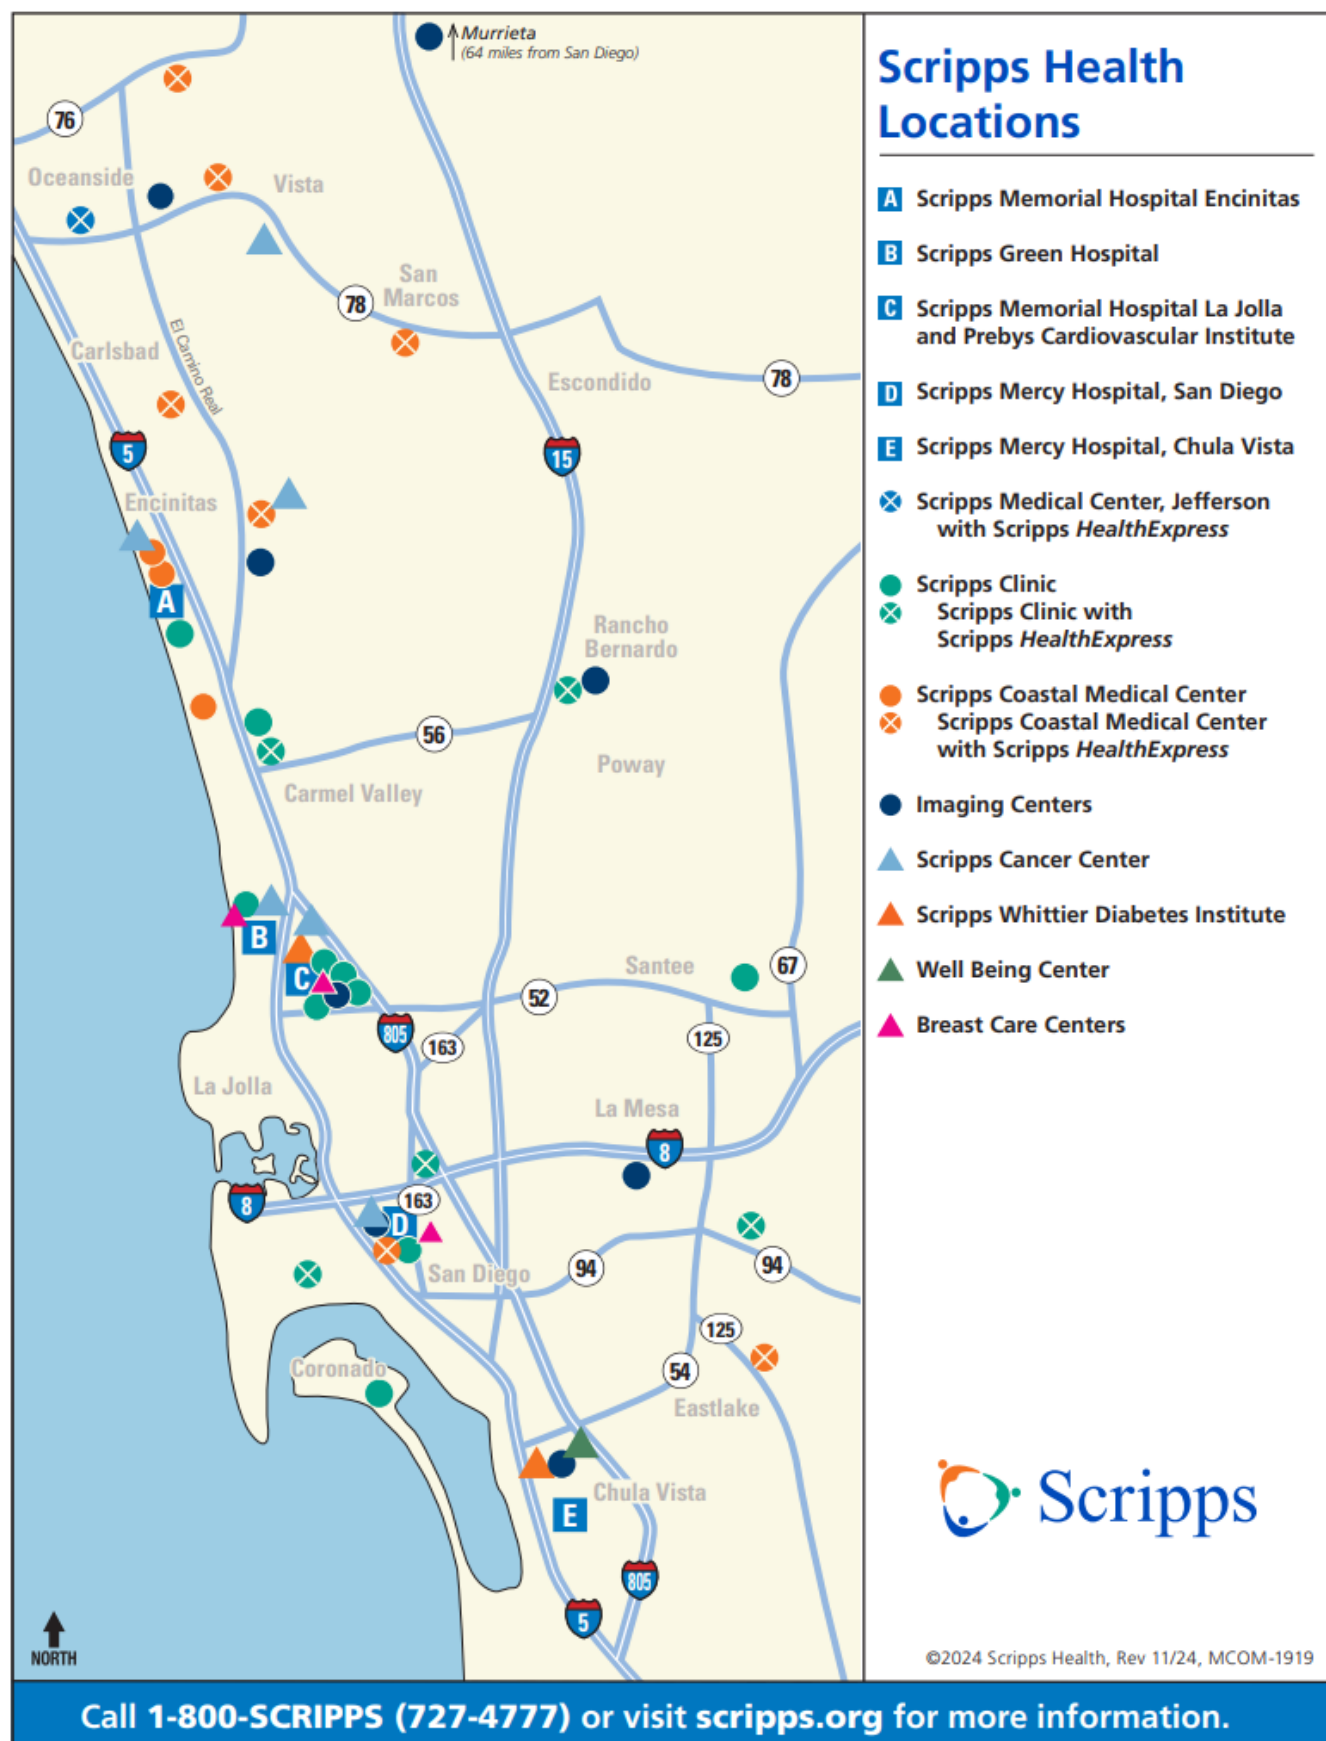 Murrieta
(64 miles from San Diego)
76
Oceanside
Vista
San
Marcos
78
El Camino Real
Carlsbad
Escondido
78
5
15
Encinitas
A
Rancho
Bernardo
56
Poway
Carmel Valley
B
C
Santee
67
52
805
163
125
La Jolla
La Mesa
8
8
163
D
San Diego
94
94
125
Coronado
54
Eastlake
Chula Vista
E
805
5
NORTH
Scripps Health
Locations
A Scripps Memorial Hospital Encinitas
B Scripps Green Hospital
C Scripps Memorial Hospital La Jolla
and Prebys Cardiovascular Institute
D Scripps Mercy Hospital, San Diego
E Scripps Mercy Hospital, Chula Vista
Scripps Medical Center, Jefferson
with Scripps HealthExpress
Scripps Clinic
Scripps Clinic with
Scripps HealthExpress
Scripps Coastal Medical Center
Scripps Coastal Medical Center
with Scripps HealthExpress
Imaging Centers
Scripps Cancer Center
Scripps Whittier Diabetes Institute
Well Being Center
Breast Care Centers
Scripps
©2024 Scripps Health, Rev 11/24, MCOM-1919
Call 1-800-SCRIPPS (727-4777) or visit scripps.org for more information.